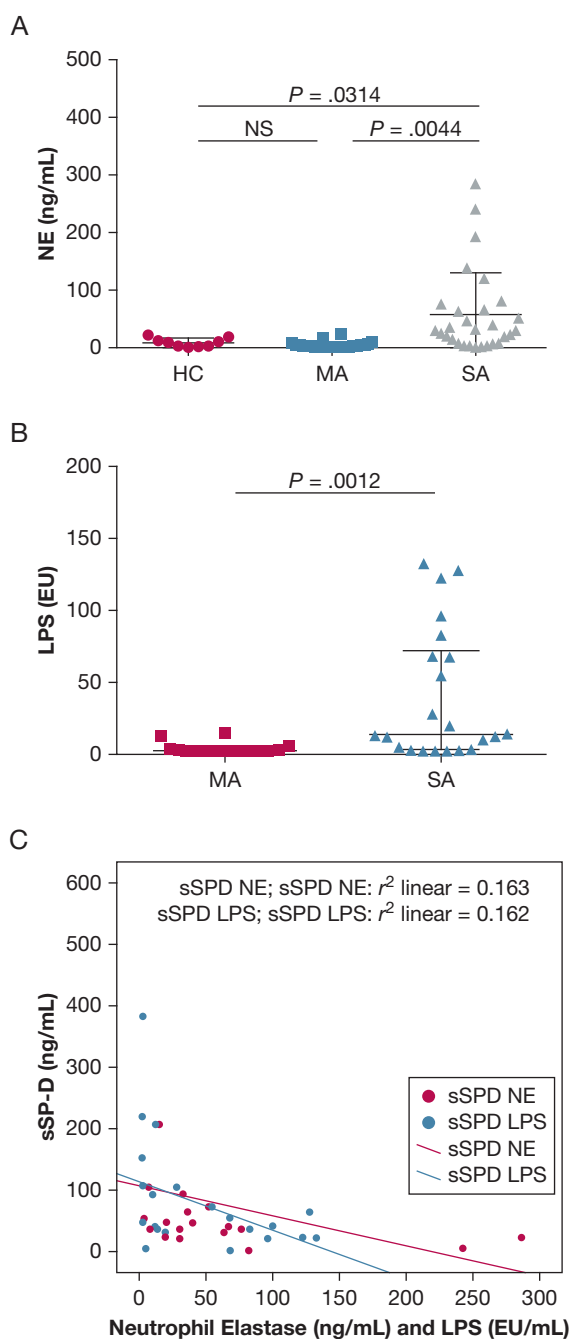 A
500
400
300
200
100
0
NE (ng/mL)
P = .0314
NS
P = .0044
HC
MA
SA
B
200
150
100
50
0
LPS (EU)
P = .0012
MA
SA
C
600
500
400
300
200
100
0
sSP-D (ng/mL)
sSPD NE; sSPD NE: r² linear = 0.163
sSPD LPS; sSPD LPS: r² linear = 0.162
sSPD NE
sSPD LPS
sSPD NE
sSPD LPS
0 50 100 150 200 250 300
Neutrophil Elastase (ng/mL) and LPS (EU/mL)